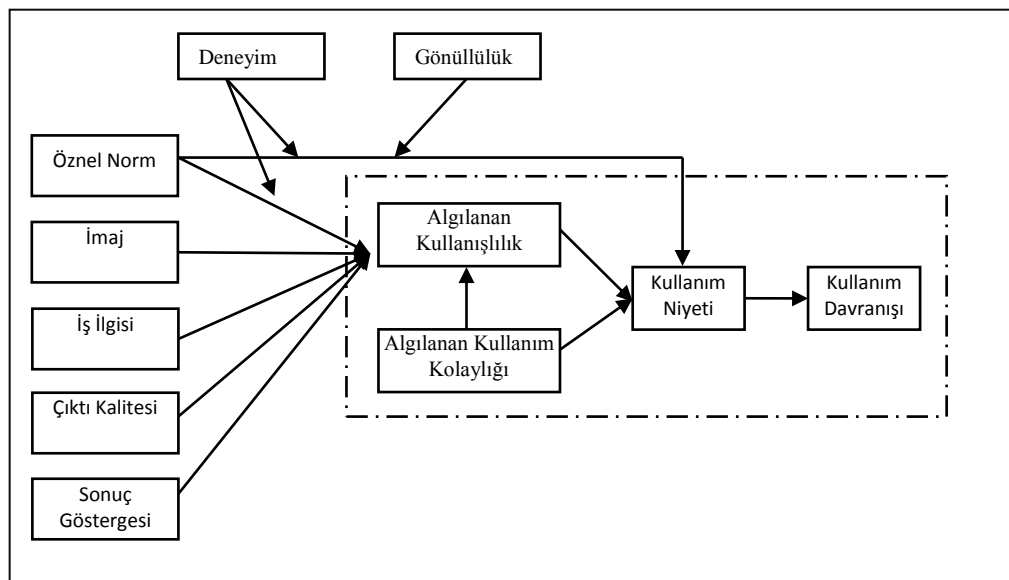 Deneyim
Gönüllülük
Öznel Norm
İmaj
İş İlgisi
Çıktı Kalitesi
Sonuç
Göstergesi
Algılanan
Kullanışlılık
Algılanan Kullanım
Kolaylığı
Kullanım
Niyeti
Kullanım
Davranışı